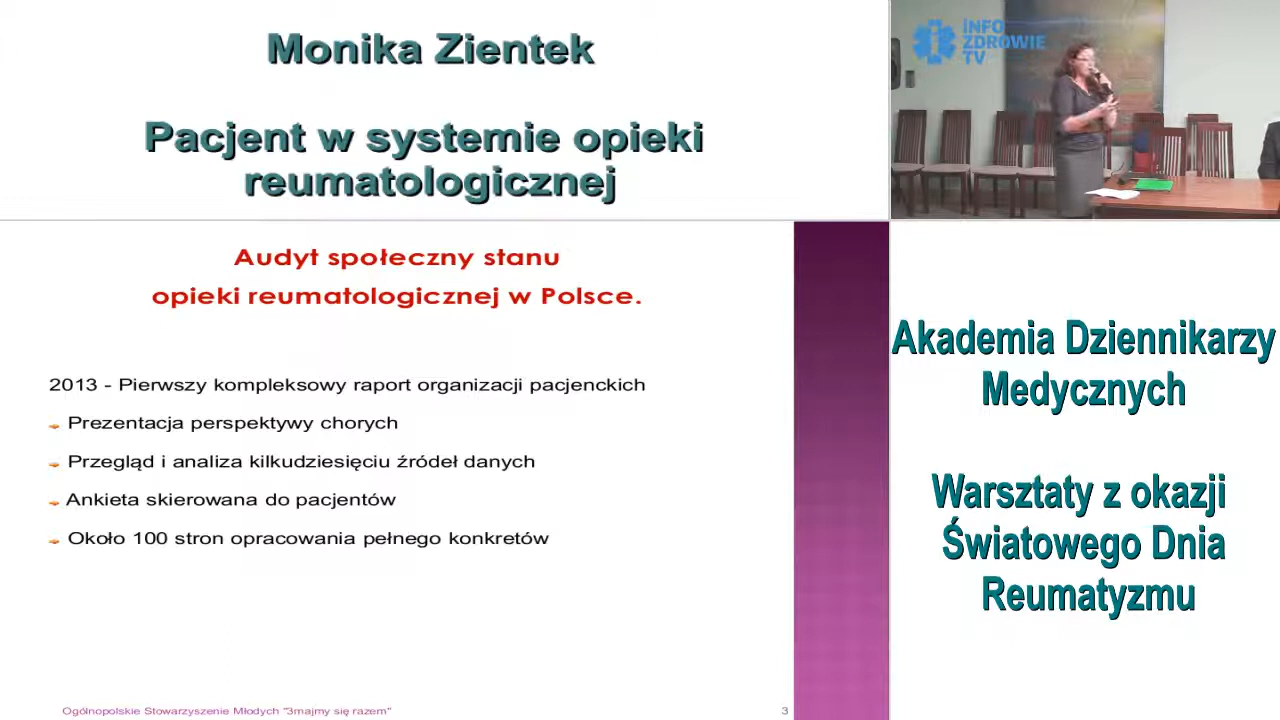 Monika Zientek
Pacjent w systemie opieki
reumatologicznej
INFO
ZDROWIE
TV
Audyt społeczny stanu
opieki reumatologicznej w Polsce.
2013 - Pierwszy kompleksowy raport organizacji pacjenckich
Prezentacja perspektywy chorych
Przegląd i analiza kilkudziesięciu źródeł danych
Ankieta skierowana do pacjentów
Około 100 stron opracowania pełnego konkretów
Ogólnopolskie Stowarzyszenie Młodych "3majmy się razem"
3
Akademia Dziennikarzy
Medycznych
Warsztaty z okazji
Światowego Dnia
Reumatyzmu